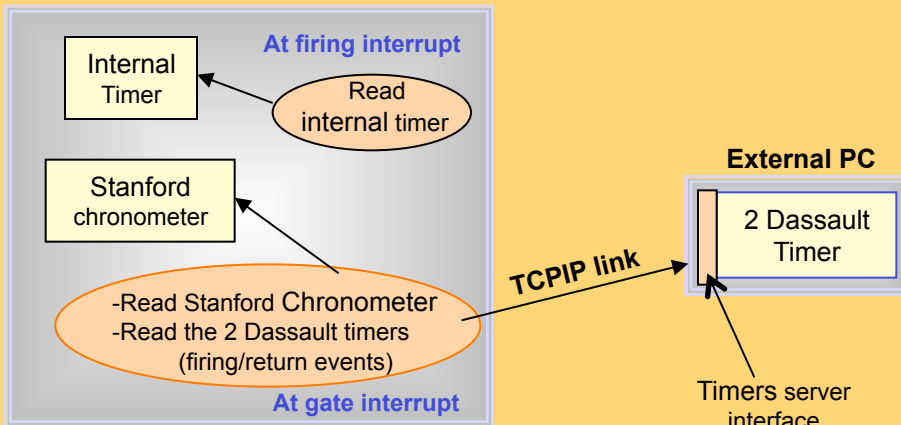 At firing interrupt
Internal
Timer
Read
internal timer
Stanford
chronometer
-Read Stanford Chronometer
-Read the 2 Dassault timers
(firing/return events)
At gate interrupt
TCPIP link
External PC
2 Dassault
Timer
Timers server
interface